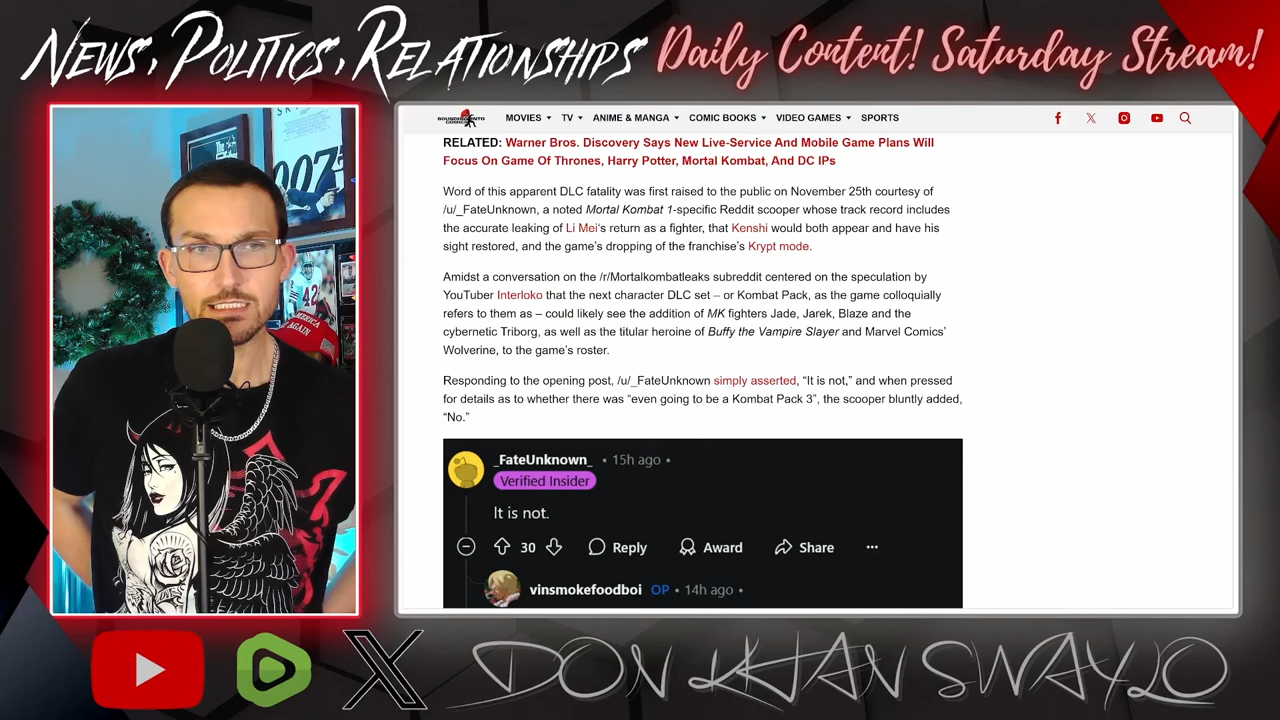 NEWS, POLITICS, RELATIONSHIPS Daily Content! Saturday Stream!
007
42
AMERICA
AGAIN
BOUNDING INTO
COMICS
MOVIES TV ANIME & MANGA COMIC BOOKS VIDEO GAMES SPORTS
RELATED: Warner Bros. Discovery Says New Live-Service And Mobile Game Plans Will
Focus On Game Of Thrones, Harry Potter, Mortal Kombat, And DC IPs
Word of this apparent DLC fatality was first raised to the public on November 25th courtesy of
/u/_FateUnknown, a noted Mortal Kombat 1-specific Reddit scooper whose track record includes
the accurate leaking of Li Mei‘s return as a fighter, that Kenshi would both appear and have his
sight restored, and the game’s dropping of the franchise’s Krypt mode.
Amidst a conversation on the /r/Mortalkombatleaks subreddit centered on the speculation by
YouTuber Interloko that the next character DLC set – or Kombat Pack, as the game colloquially
refers to them as – could likely see the addition of MK fighters Jade, Jarek, Blaze and the
cybernetic Triborg, as well as the titular heroine of Buffy the Vampire Slayer and Marvel Comics’
Wolverine, to the game’s roster.
Responding to the opening post, /u/_FateUnknown simply asserted, “It is not,” and when pressed
for details as to whether there was “even going to be a Kombat Pack 3”, the scooper bluntly added,
“No.”
_FateUnknown_ • 15h ago •
Verified Insider
It is not.
30 Reply Award Share ...
vinsmokefoodboi OP • 14h ago •
DON KHAN SWAYLO